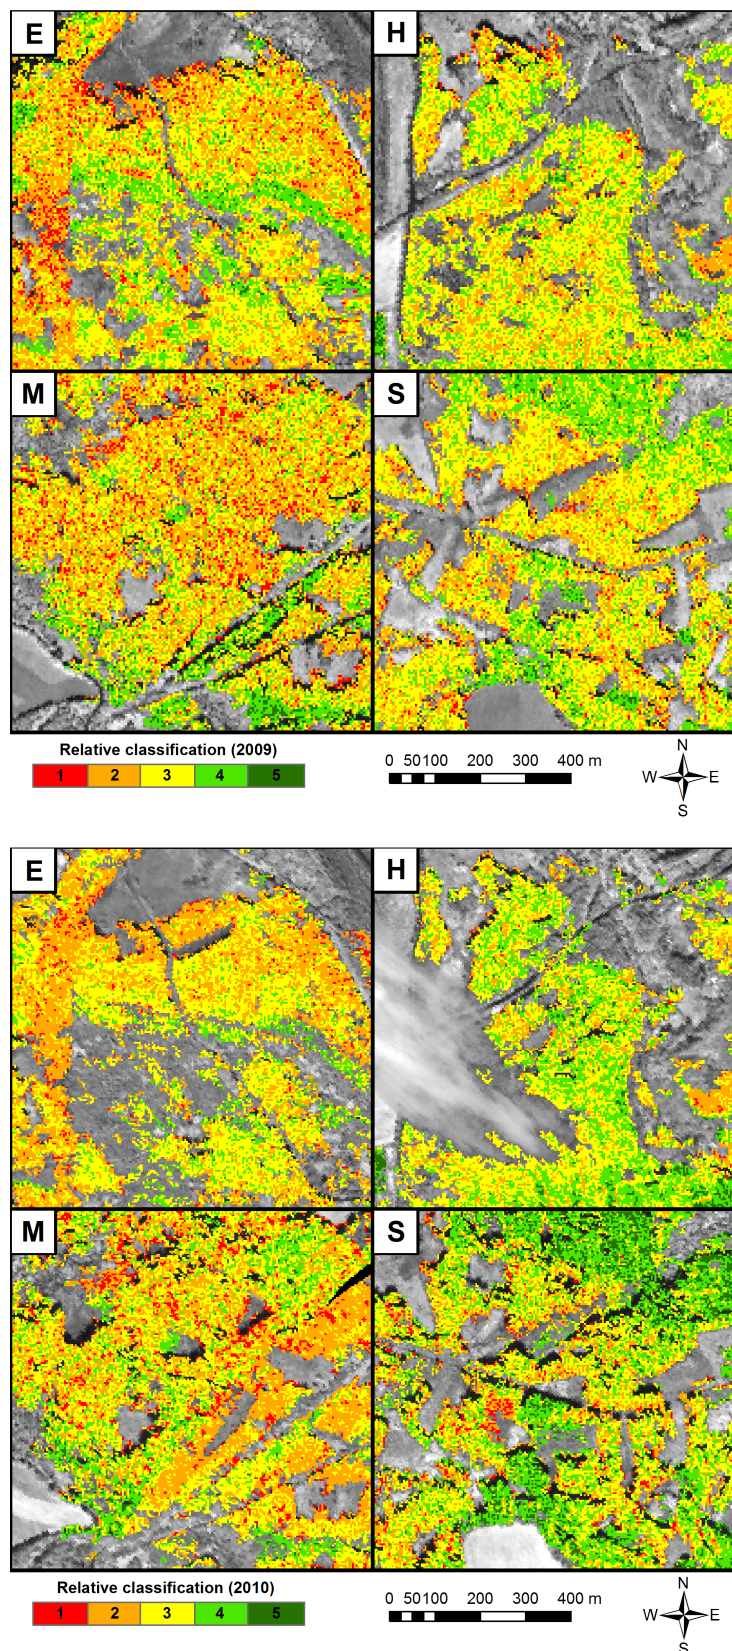 E H
M S
Relative classification (2009)
1 2 3 4 5
0 50100 200 300 400 m
N
W E
S
E H
M S
Relative classification (2010)
1 2 3 4 5
0 50100 200 300 400 m
N
W E
S